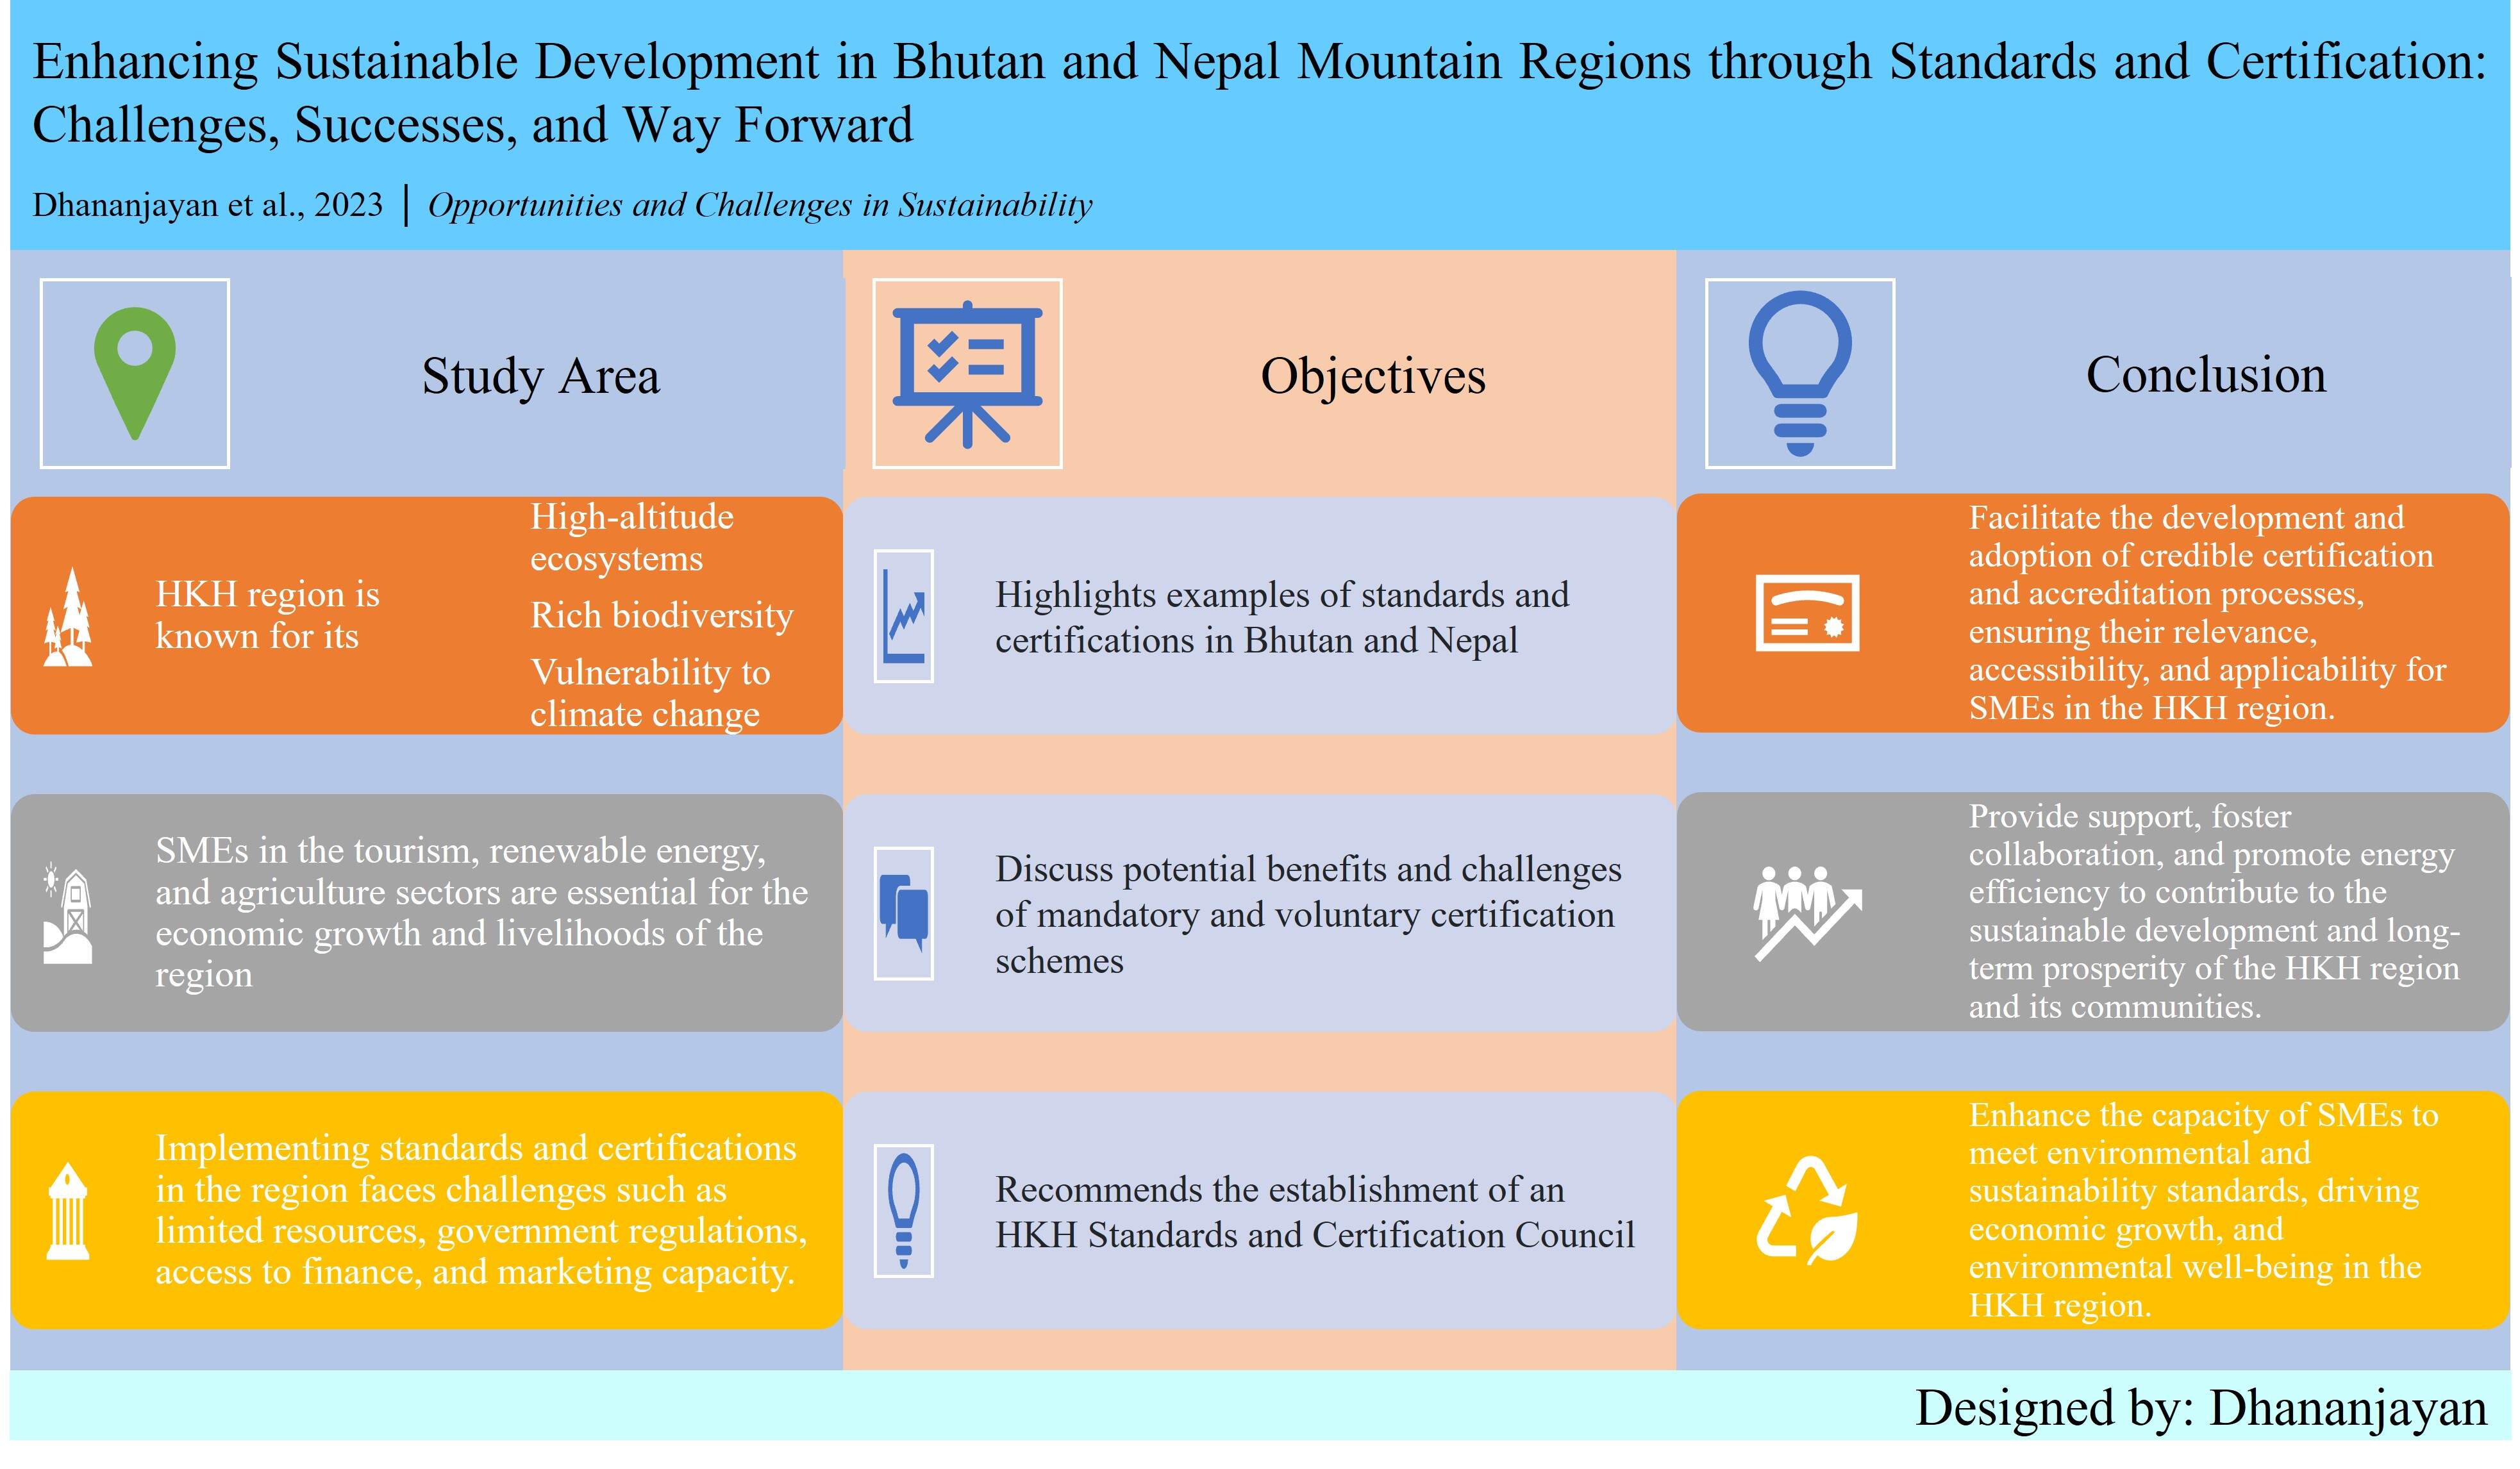 Enhancing Sustainable Development in Bhutan and Nepal Mountain Regions through Standards and Certification:
Challenges, Successes, and Way Forward
Dhananjayan et al., 2023 | Opportunities and Challenges in Sustainability
Study Area
HKH region is
known for its
High-altitude
ecosystems
Rich biodiversity
Vulnerability to
climate change
SMEs in the tourism, renewable energy,
and agriculture sectors are essential for the
economic growth and livelihoods of the
region
Implementing standards and certifications
in the region faces challenges such as
limited resources, government regulations,
access to finance, and marketing capacity.
Objectives
Highlights examples of standards and
certifications in Bhutan and Nepal
Discuss potential benefits and challenges
of mandatory and voluntary certification
schemes
Recommends the establishment of an
HKH Standards and Certification Council
Conclusion
Facilitate the development and
adoption of credible certification
and accreditation processes,
ensuring their relevance,
accessibility, and applicability for
SMEs in the HKH region.
Provide support, foster
collaboration, and promote energy
efficiency to contribute to the
sustainable development and long-
term prosperity of the HKH region
and its communities.
Enhance the capacity of SMEs to
meet environmental and
sustainability standards, driving
economic growth, and
environmental well-being in the
HKH region.
Designed by: Dhananjayan